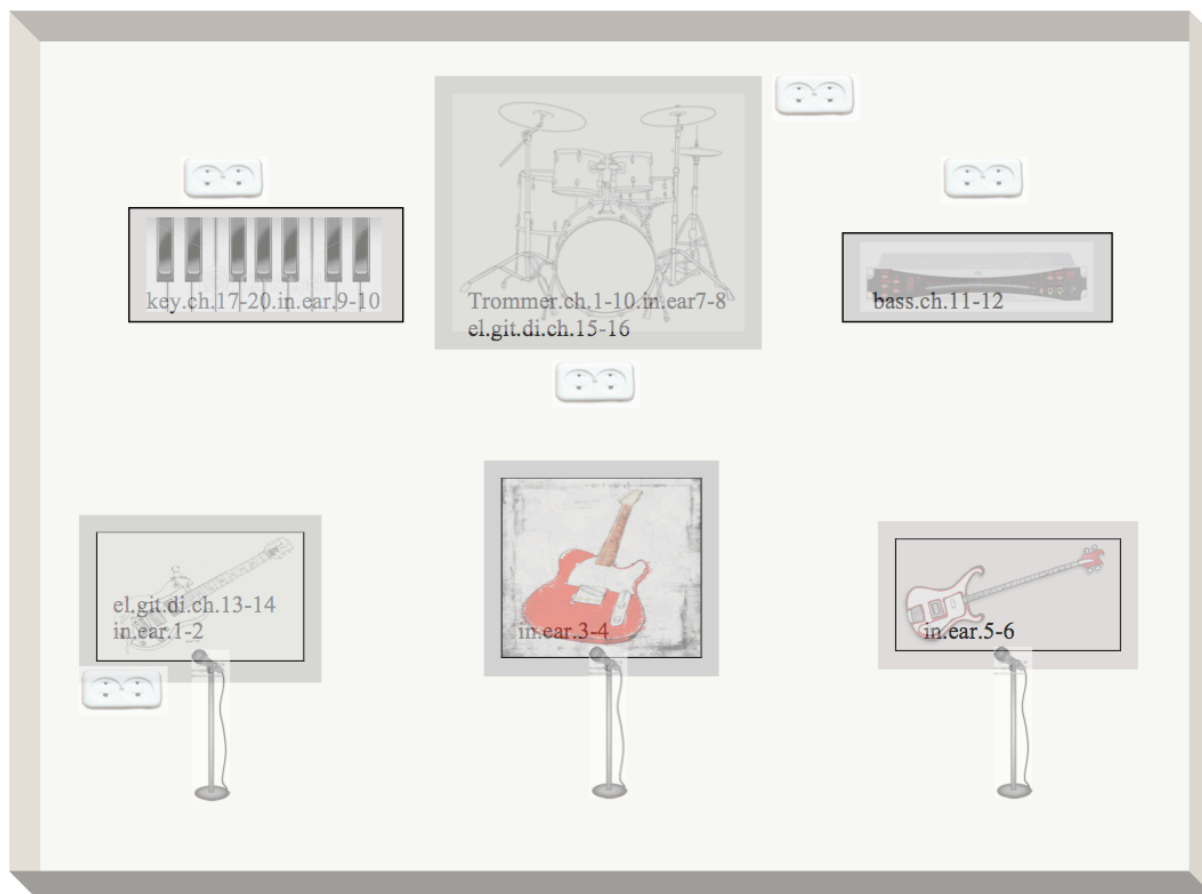 key.ch.17-20.in.ear.9-10
Trommer.ch.1-10.in.ear7-8
el.git.di.ch.15-16
bass.ch.11-12
el.git.di.ch.13-14
in.ear.1-2
in.ear.3-4
in.ear.5-6